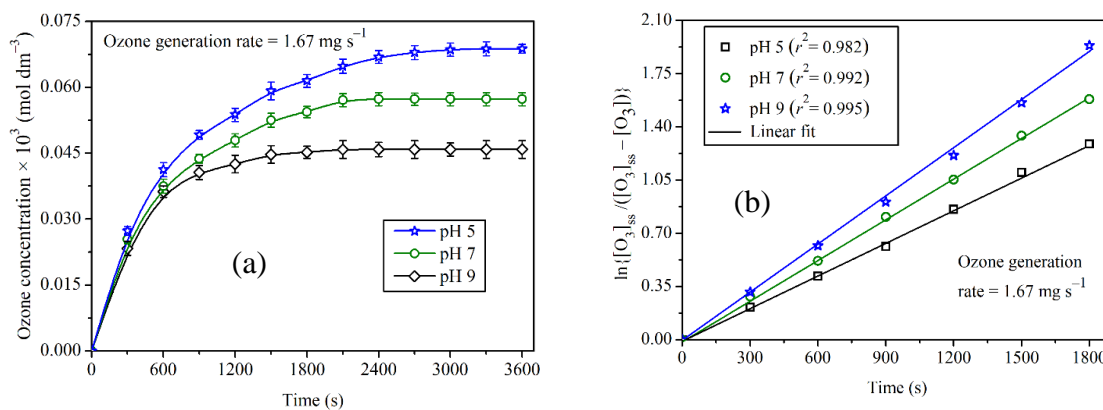 Ozone concentration × 10³ (mol dm⁻³)
0.075
0.060
0.045
0.030
0.015
0.000
Ozone generation rate = 1.67 mg s⁻¹
(a)
pH 5
pH 7
pH 9
0 600 1200 1800 2400 3000 3600
Time (s)
ln{[O₃]ss /([O₃]ss − [O₃])}
2.10
1.75
1.40
1.05
0.70
0.35
0.00
pH 5 (r² = 0.982)
pH 7 (r² = 0.992)
pH 9 (r² = 0.995)
Linear fit
(b)
Ozone generation
rate = 1.67 mg s⁻¹
0 300 600 900 1200 1500 1800
Time (s)